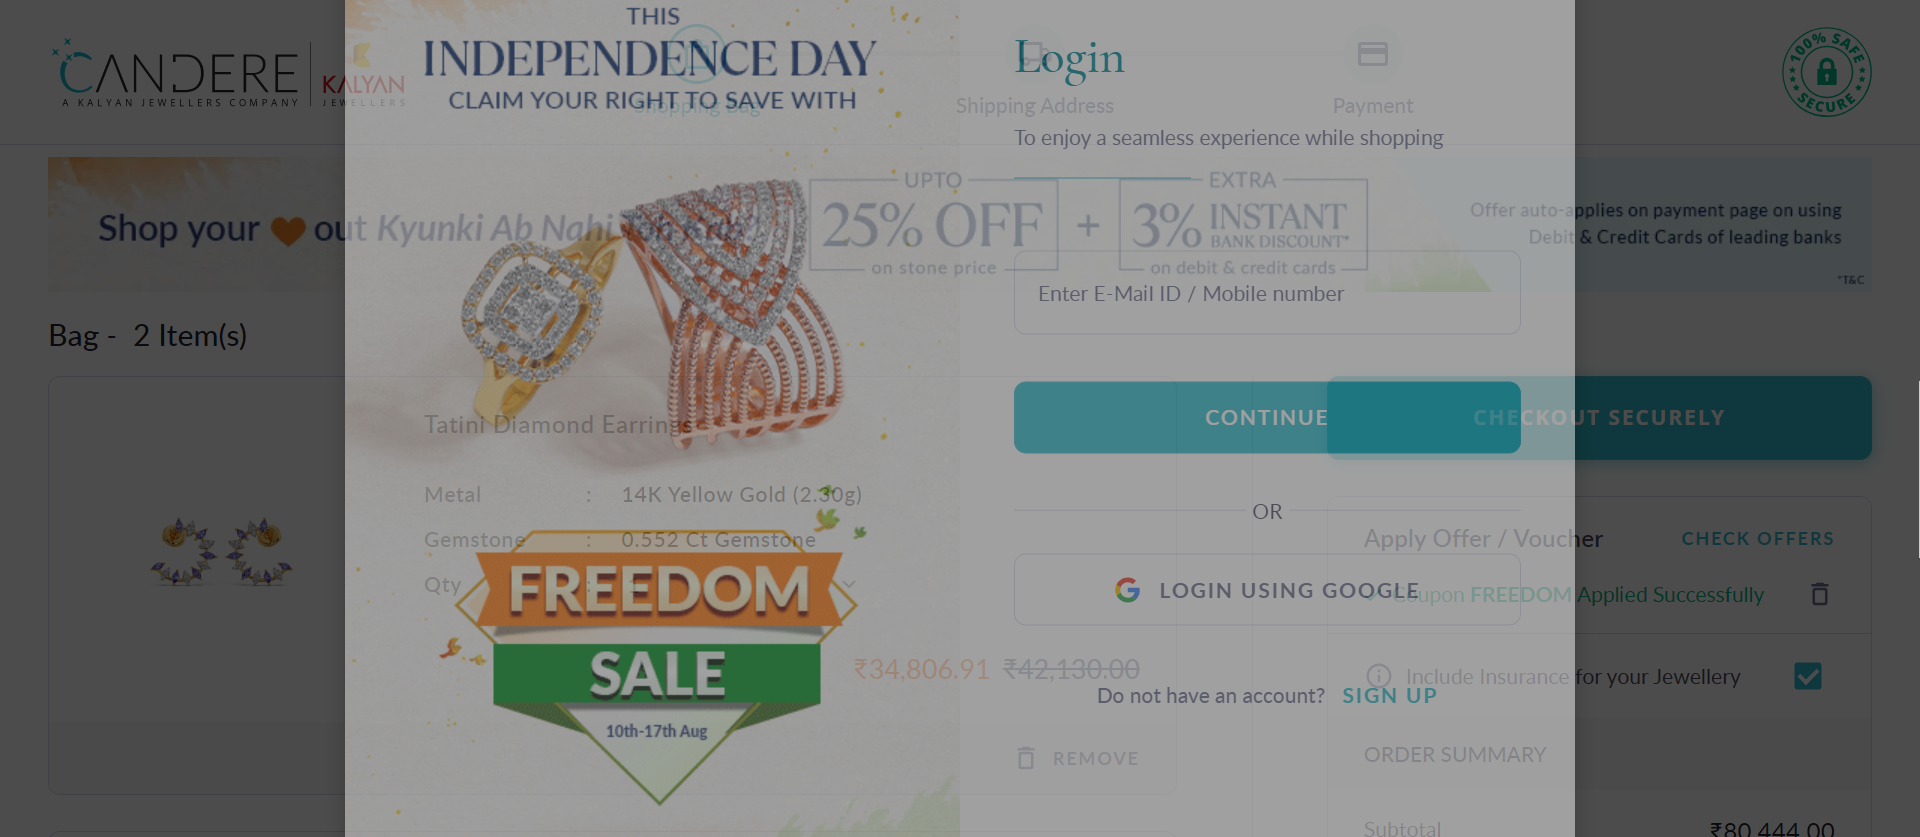 CANDERE
A KALYAN JEWELLERS COMPANY
KALYAN
JEWELLERS
Shopping Bag
Shipping Address
Payment
100% SAFE
SECURE
THIS
INDEPENDENCE DAY
CLAIM YOUR RIGHT TO SAVE WITH
Login
To enjoy a seamless experience while shopping
Shop your out Kyunki Ab Nahi
UPTO
25% OFF
on stone price
+
EXTRA
3% INSTANT
BANK DISCOUNT*
on debit & credit cards
Offer auto-applies on payment page on using
Debit & Credit Cards of leading banks
*T&C
Enter E-Mail ID / Mobile number
Bag - 2 Item(s)
CONTINUE
CHECKOUT SECURELY
Tatini Diamond Earrings
Metal : 14K Yellow Gold (2.30g)
Gemstone : 0.552 Ct Gemstone
Qty :
FREEDOM
SALE
10th-17th Aug
OR
LOGIN USING GOOGLE
Do not have an account? SIGN UP
Apply Offer / Voucher
CHECK OFFERS
Coupon FREEDOM Applied Successfully
₹34,806.91 ₹42,130.00
Include Insurance for your Jewellery
REMOVE
ORDER SUMMARY
Subtotal
₹80,444.00